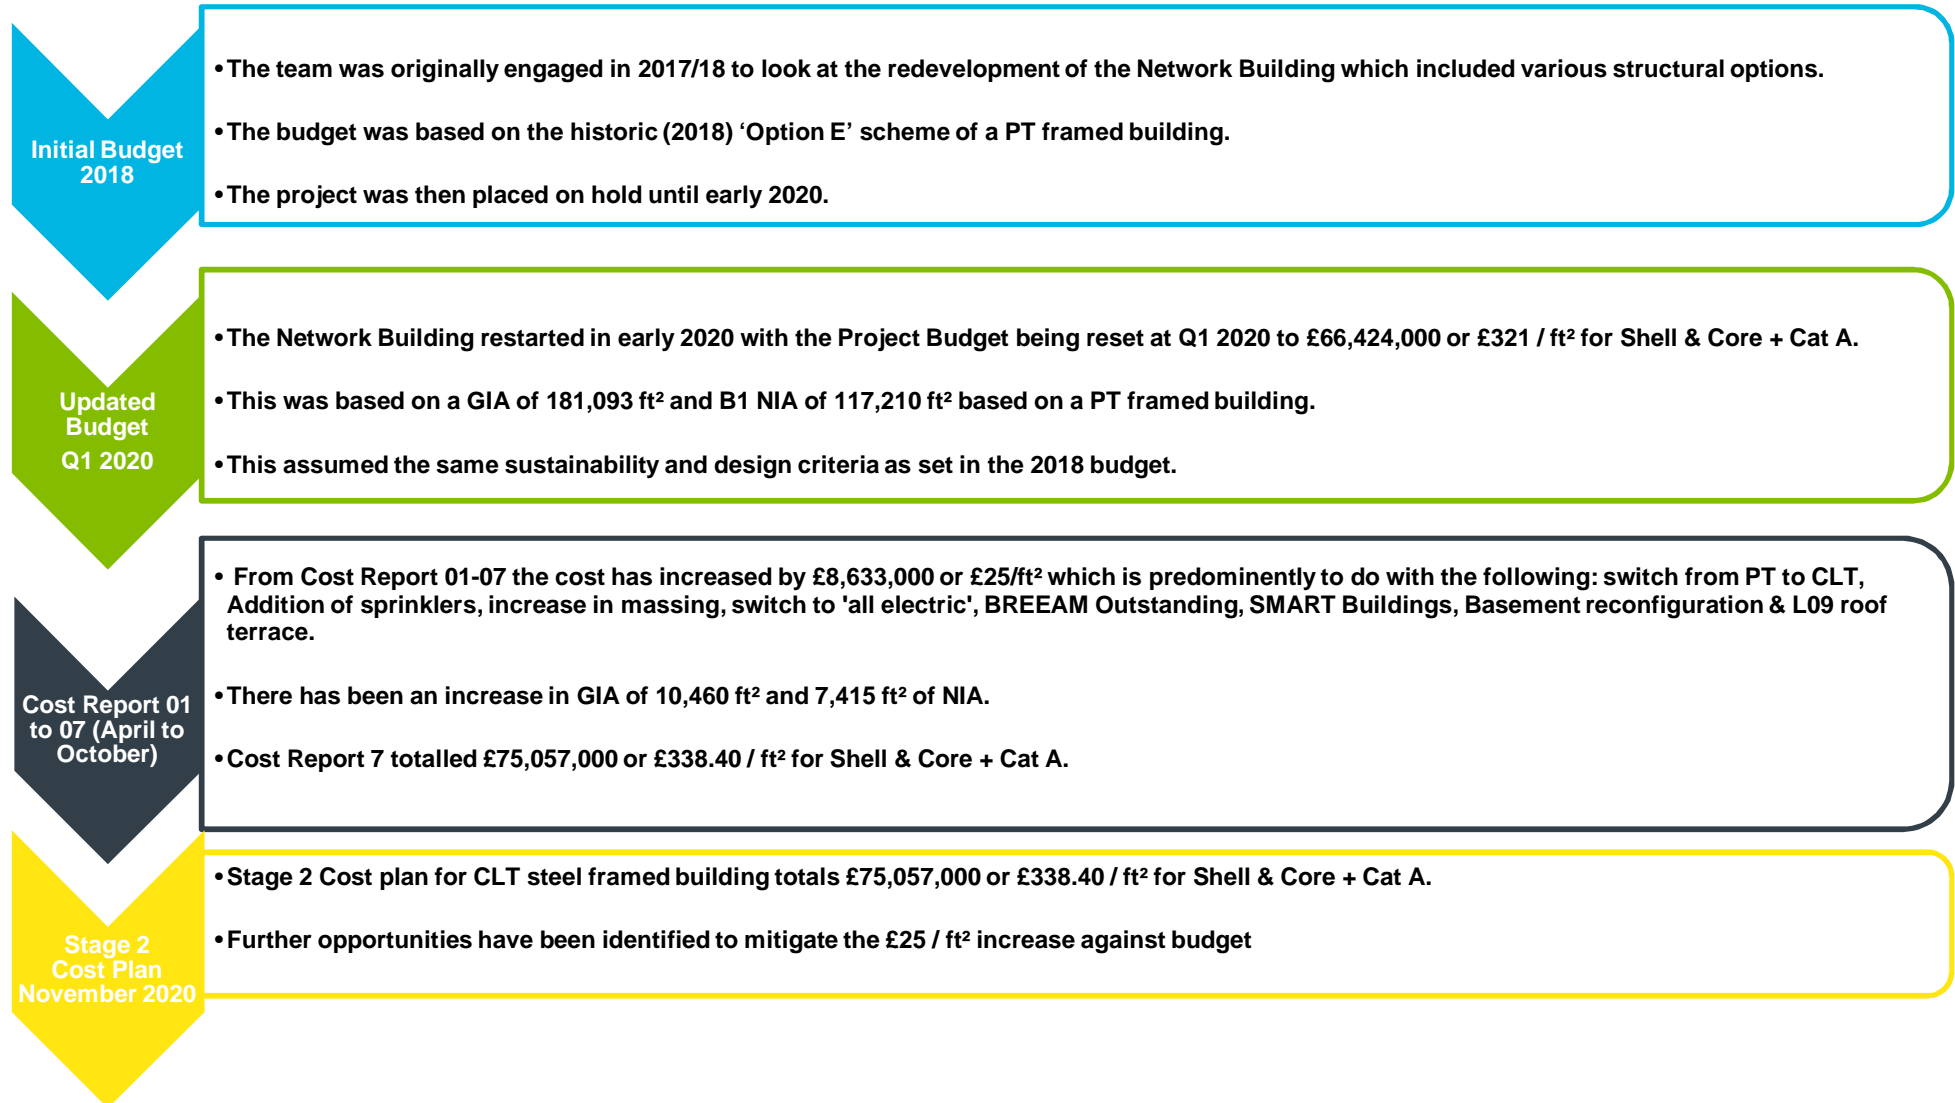 Initial Budget
2018
•The team was originally engaged in 2017/18 to look at the redevelopment of the Network Building which included various structural options.
•The budget was based on the historic (2018) ‘Option E’ scheme of a PT framed building.
•The project was then placed on hold until early 2020.
Updated
Budget
Q1 2020
•The Network Building restarted in early 2020 with the Project Budget being reset at Q1 2020 to £66,424,000 or £321 / ft² for Shell & Core + Cat A.
•This was based on a GIA of 181,093 ft² and B1 NIA of 117,210 ft² based on a PT framed building.
•This assumed the same sustainability and design criteria as set in the 2018 budget.
Cost Report 01
to 07 (April to
October)
• From Cost Report 01-07 the cost has increased by £8,633,000 or £25/ft² which is predominently to do with the following: switch from PT to CLT,
Addition of sprinklers, increase in massing, switch to 'all electric', BREEAM Outstanding, SMART Buildings, Basement reconfiguration & L09 roof
terrace.
•There has been an increase in GIA of 10,460 ft² and 7,415 ft² of NIA.
•Cost Report 7 totalled £75,057,000 or £338.40 / ft² for Shell & Core + Cat A.
Stage 2
Cost Plan
November 2020
•Stage 2 Cost plan for CLT steel framed building totals £75,057,000 or £338.40 / ft² for Shell & Core + Cat A.
•Further opportunities have been identified to mitigate the £25 / ft² increase against budget